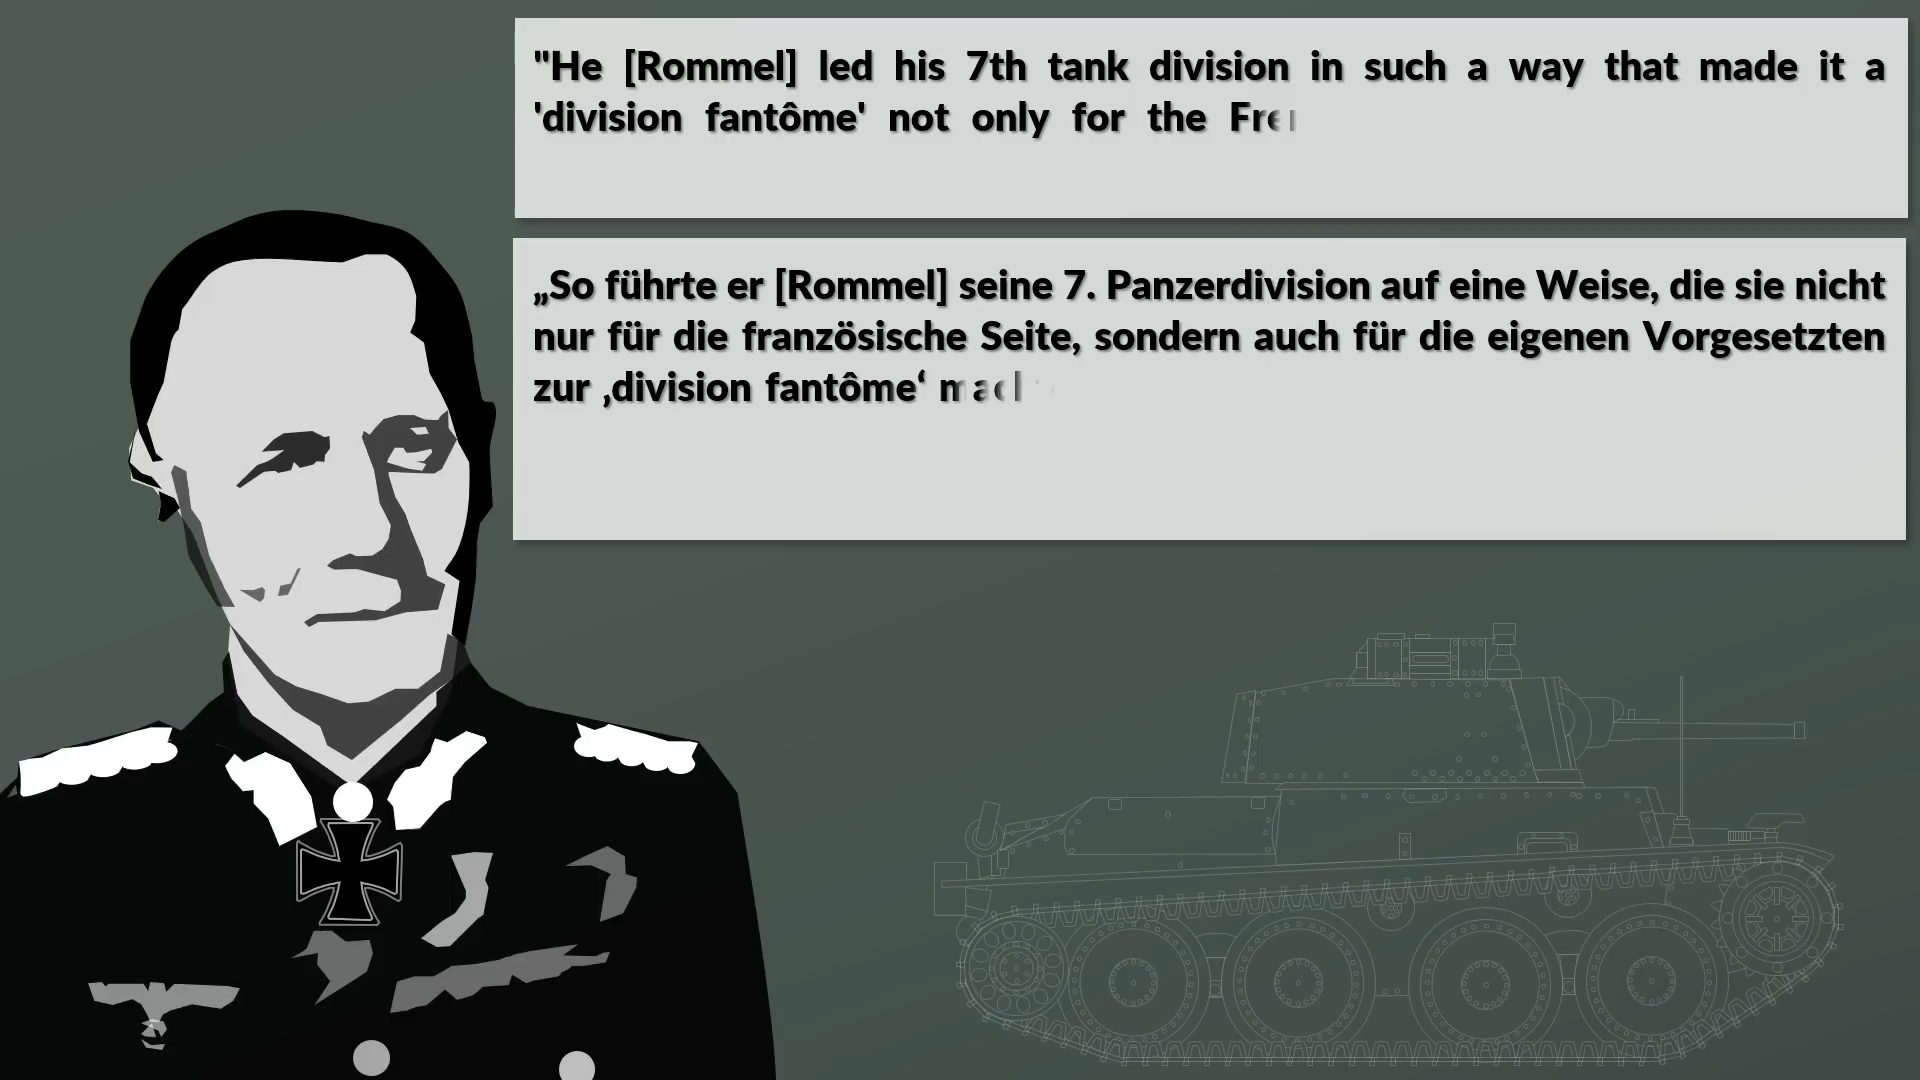 "He [Rommel] led his 7th tank division in such a way that made it a
'division fantôme' not only for the
„So führte er [Rommel] seine 7. Panzerdivision auf eine Weise, die sie nicht
nur für die französische Seite, sondern auch für die eigenen Vorgesetzten
zur ‚division fantôme‘